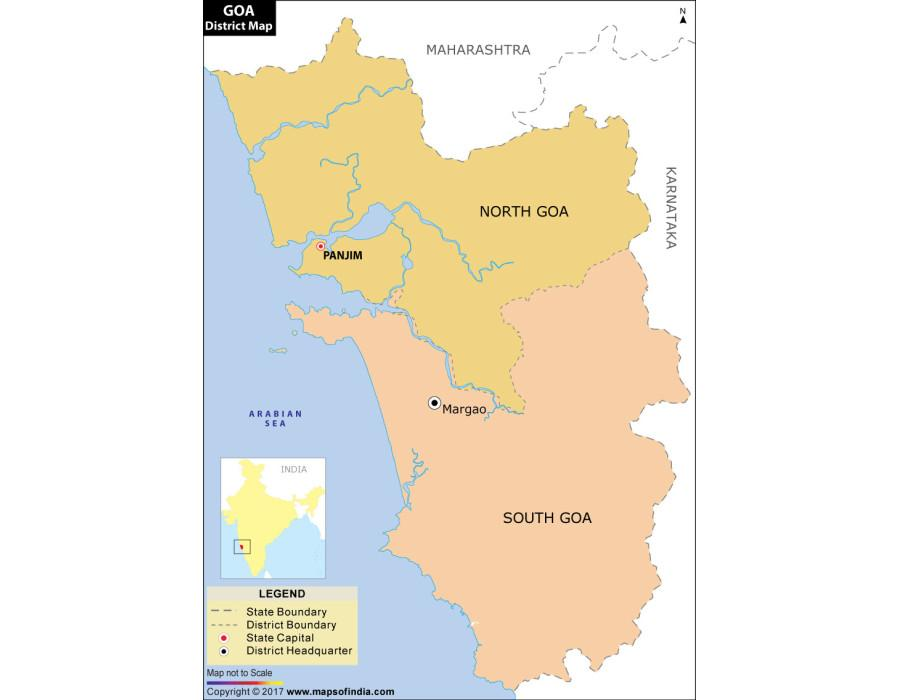 GOA
District Map
N
MAHARASHTRA
KARNATAKA
NORTH GOA
PANJIM
Margao
ARABIAN
SEA
INDIA
SOUTH GOA
LEGEND
State Boundary
District Boundary
State Capital
District Headquarter
Map not to Scale
Copyright © 2017 www.mapsofindia.com